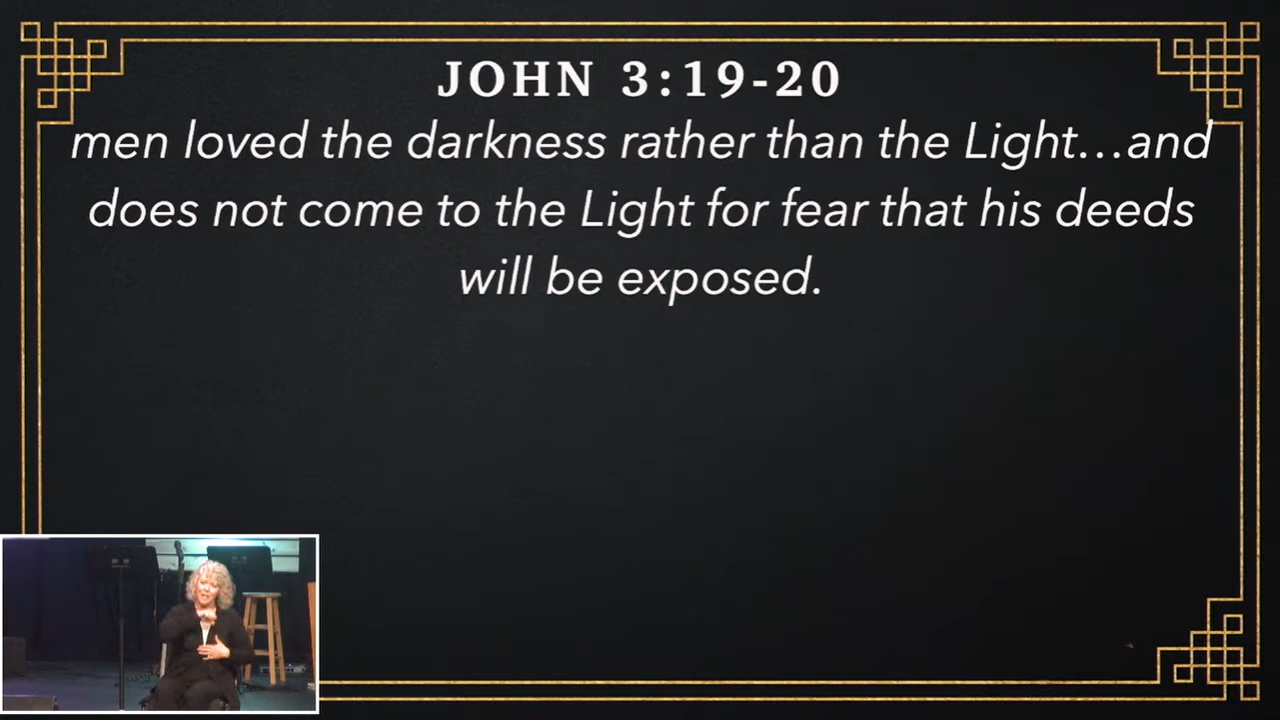 JOHN 3:19-20
men loved the darkness rather than the Light...and
does not come to the Light for fear that his deeds
will be exposed.